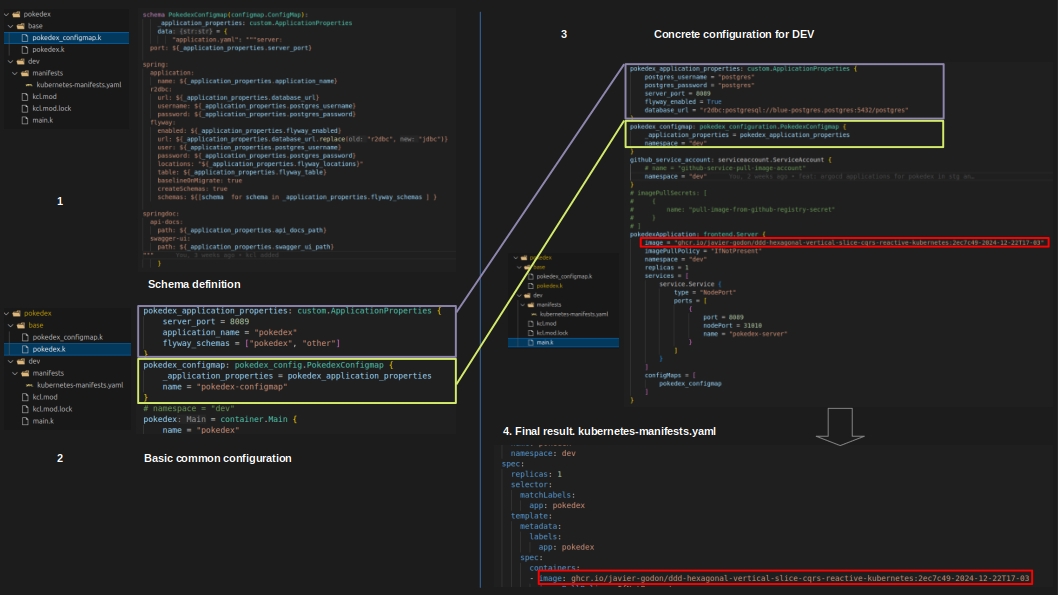 pokedex
base
pokedex_configmap.k
pokedex.k
dev
manifests
kubernetes-manifests.yaml
kcl.mod
kcl.mod.lock
main.k
1
schema PokedexConfigmap(configmap.ConfigMap):
_application_properties: custom.ApplicationProperties
data: {str:str} = {
"application.yaml": """server:
port: ${_application_properties.server_port}
spring:
application:
name: ${_application_properties.application_name}
r2dbc:
url: ${_application_properties.database_url}
username: ${_application_properties.postgres_username}
password: ${_application_properties.postgres_password}
flyway:
enabled: ${_application_properties.flyway_enabled}
url: ${_application_properties.database_url.replace(old: "r2dbc", new: "jdbc")}
user: ${_application_properties.postgres_username}
password: ${_application_properties.postgres_password}
locations: "${_application_properties.flyway_locations}"
table: ${_application_properties.flyway_table}
baselineOnMigrate: true
createSchemas: true
schemas: ${[schema for schema in _application_properties.flyway_schemas ] }
springdoc:
api-docs:
path: ${_application_properties.api_docs_path}
swagger-ui:
path: ${_application_properties.swagger_ui_path}
""" You, 3 weeks ago • kcl added
}
Schema definition
pokedex
base
pokedex_configmap.k
pokedex.k
dev
manifests
kubernetes-manifests.yaml
kcl.mod
kcl.mod.lock
main.k
2
pokedex_application_properties: custom.ApplicationProperties {
server_port = 8089
application_name = "pokedex"
flyway_schemas = ["pokedex", "other"]
}
pokedex_configmap: pokedex_config.PokedexConfigmap {
_application_properties = pokedex_application_properties
name = "pokedex-configmap"
}
# namespace = "dev"
pokedex: Main = container.Main {
name = "pokedex"
Basic common configuration
3
Concrete configuration for DEV
pokedex_application_properties: custom.ApplicationProperties {
postgres_username = "postgres"
postgres_password = "postgres"
server_port = 8089
flyway_enabled = True
database_url = "r2dbc:postgresql://blue-postgres.postgres:5432/postgres"
}
pokedex_configmap: pokedex_configuration.PokedexConfigmap {
_application_properties = pokedex_application_properties
namespace = "dev"
}
github_service_account: serviceaccount.ServiceAccount {
# name = "github-service-pull-image-account"
namespace = "dev" You, 2 weeks ago • feat: argocd applications for pokedex in
}
# imagePullSecrets: [
# {
# name: "pull-image-from-github-registry-secret"
# }
# ]
pokedexApplication: frontend.Server {
image = "ghcr.io/javier-godon/ddd-hexagonal-vertical-slice-cqrs-reactive-kubernetes:2ec7c49-2024-12-22T17-03"
imagePullPolicy = "IfNotPresent"
namespace = "dev"
replicas = 1
services = [
service.Service {
type = "NodePort"
ports = [
{
port = 8089
nodePort = 31010
name = "pokedex-server"
}
]
}
]
configMaps = [
pokedex_configmap
]
}
pokedex
base
pokedex_configmap.k
pokedex.k
dev
manifests
kubernetes-manifests.yaml
kcl.mod
kcl.mod.lock
main.k
4. Final result. kubernetes-manifests.yaml
namespace: dev
spec:
replicas: 1
selector:
matchLabels:
app: pokedex
template:
metadata:
labels:
app: pokedex
spec:
containers:
- image: ghcr.io/javier-godon/ddd-hexagonal-vertical-slice-cqrs-reactive-kubernetes:2ec7c49-2024-12-22T17-03